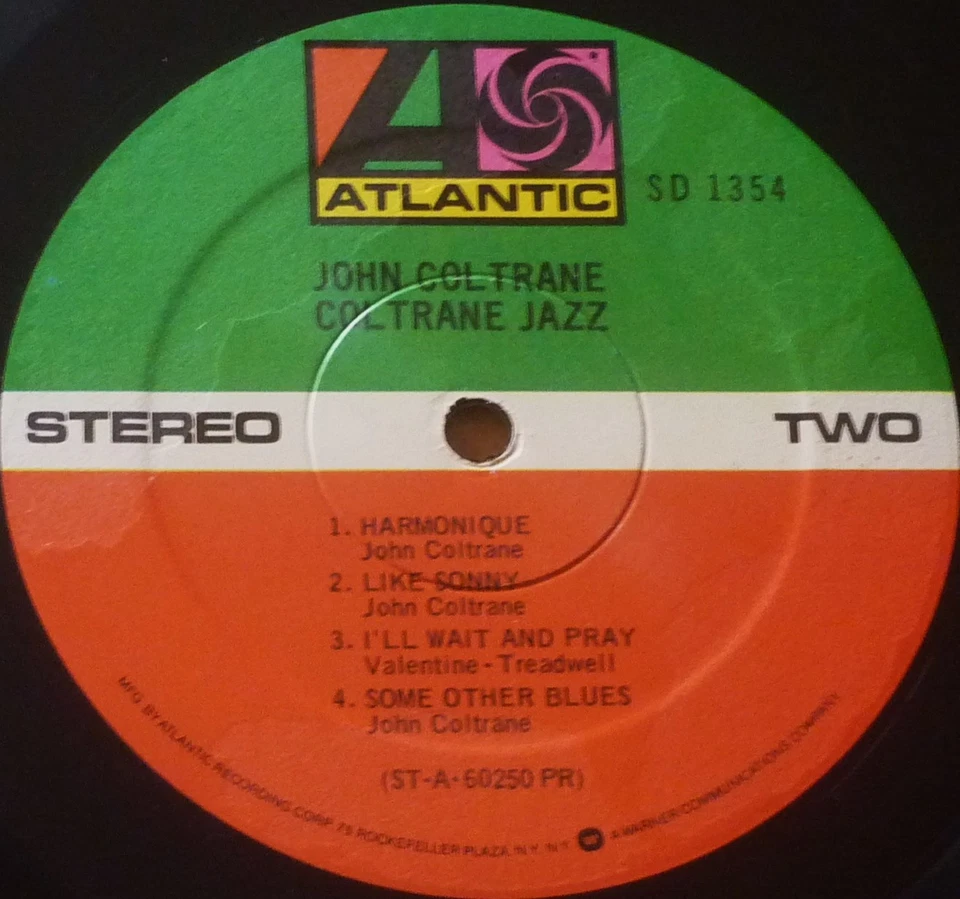 ATLANTIC
SD 1354
JOHN COLTRANE
COLTRANE JAZZ
STEREO
TWO
1. HARMONIQUE
John Coltrane
2. LIKE SONNY
John Coltrane
3. I'LL WAIT AND PRAY
Valentine - Treadwell
4. SOME OTHER BLUES
John Coltrane
(ST-A-60250 PR)
MFG. BY ATLANTIC RECORDING CORP. 75 ROCKEFELLER PLAZA, N.Y. N.Y. A WARNER COMMUNICATIONS COMPANY